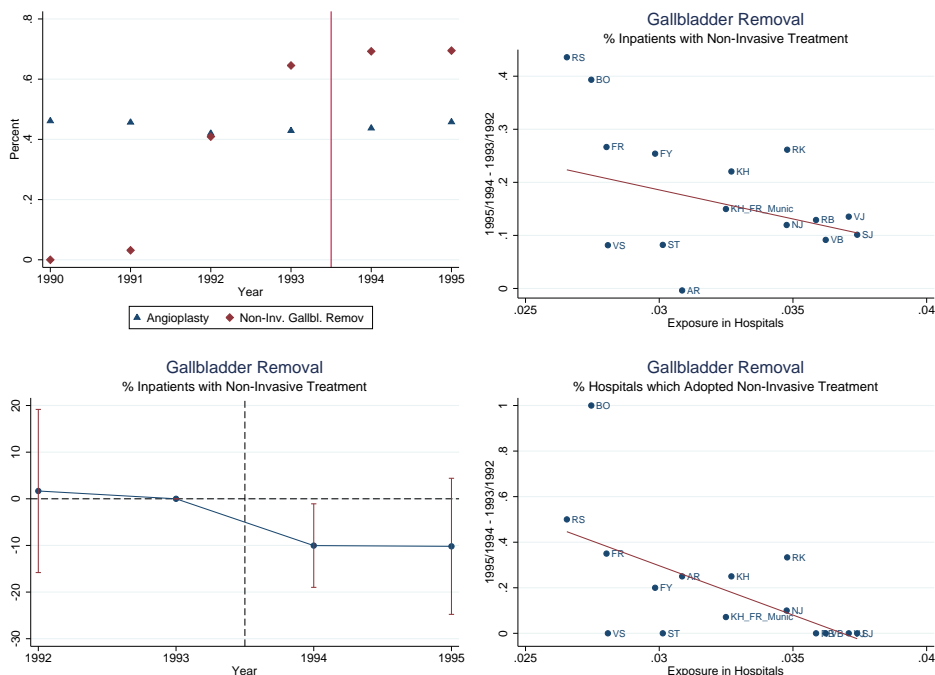 .8
.6
.4
.2
0
Percent
1990 1991 1992 1993 1994 1995
Year
Angioplasty Non-Inv. Gallbl. Remov
Gallbladder Removal
% Inpatients with Non-Invasive Treatment
.4
.3
.2
.1
0
1995/1994 - 1993/1992
RS
BO
FR
FY
RK
KH
KH_FR_Munic
RB
VJ
NJ
SJ
VB
VS
ST
AR
.025 .03 .035 .04
Exposure in Hospitals
Gallbladder Removal
% Inpatients with Non-Invasive Treatment
20
10
0
-10
-20
-30
1992 1993 1994 1995
Year
Gallbladder Removal
% Hospitals which Adopted Non-Invasive Treatment
1
.8
.6
.4
.2
0
1995/1994 - 1993/1992
BO
RS
FR
RK
AR
KH
FY
NJ
KH_FR_Munic
VS
ST
VB
SJ
.025 .03 .035 .04
Exposure in Hospitals